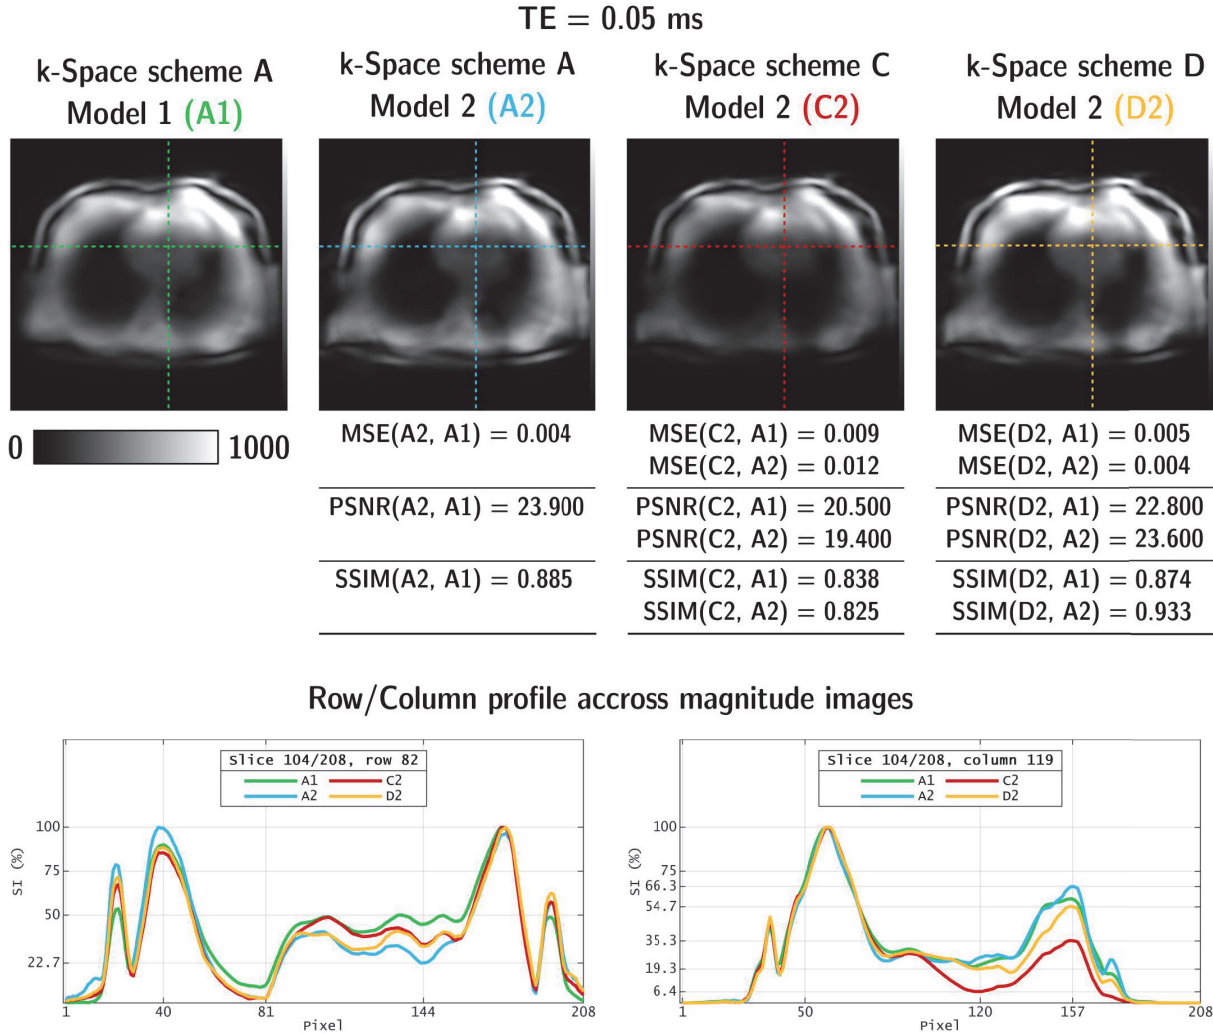 TE = 0.05 ms
k-Space scheme A
Model 1 (A1)
k-Space scheme A
Model 2 (A2)
k-Space scheme C
Model 2 (C2)
k-Space scheme D
Model 2 (D2)
0 1000
MSE(A2, A1) = 0.004
PSNR(A2, A1) = 23.900
SSIM(A2, A1) = 0.885
MSE(C2, A1) = 0.009
MSE(C2, A2) = 0.012
PSNR(C2, A1) = 20.500
PSNR(C2, A2) = 19.400
SSIM(C2, A1) = 0.838
SSIM(C2, A2) = 0.825
MSE(D2, A1) = 0.005
MSE(D2, A2) = 0.004
PSNR(D2, A1) = 22.800
PSNR(D2, A2) = 23.600
SSIM(D2, A1) = 0.874
SSIM(D2, A2) = 0.933
Row/Column profile accross magnitude images
Slice 104/208, row 82
A1 C2
A2 D2
SI (%)
100
75
50
22.7
1 40 81 144 208
Pixel
Slice 104/208, column 119
A1 C2
A2 D2
SI (%)
100
75
66.3
54.7
35.3
19.3
6.4
1 50 120 157 208
Pixel